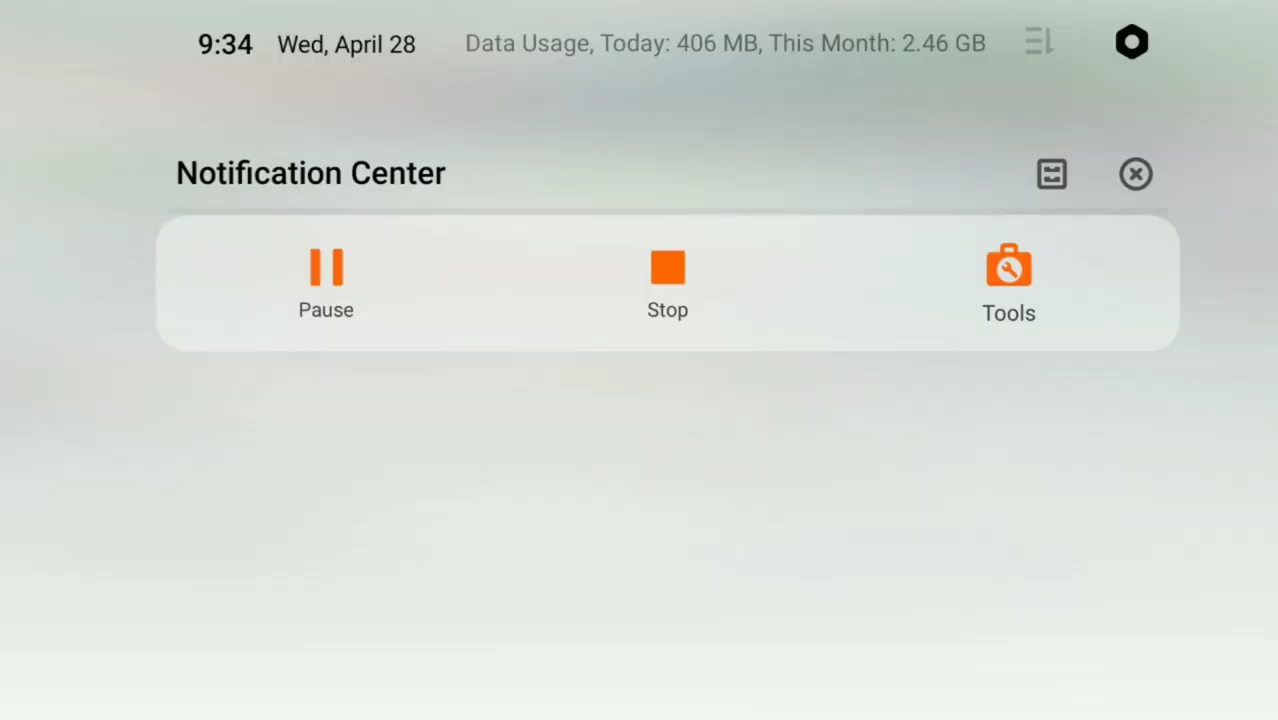 9:34 Wed, April 28 Data Usage, Today: 406 MB, This Month: 2.46 GB
Notification Center
Pause Stop Tools